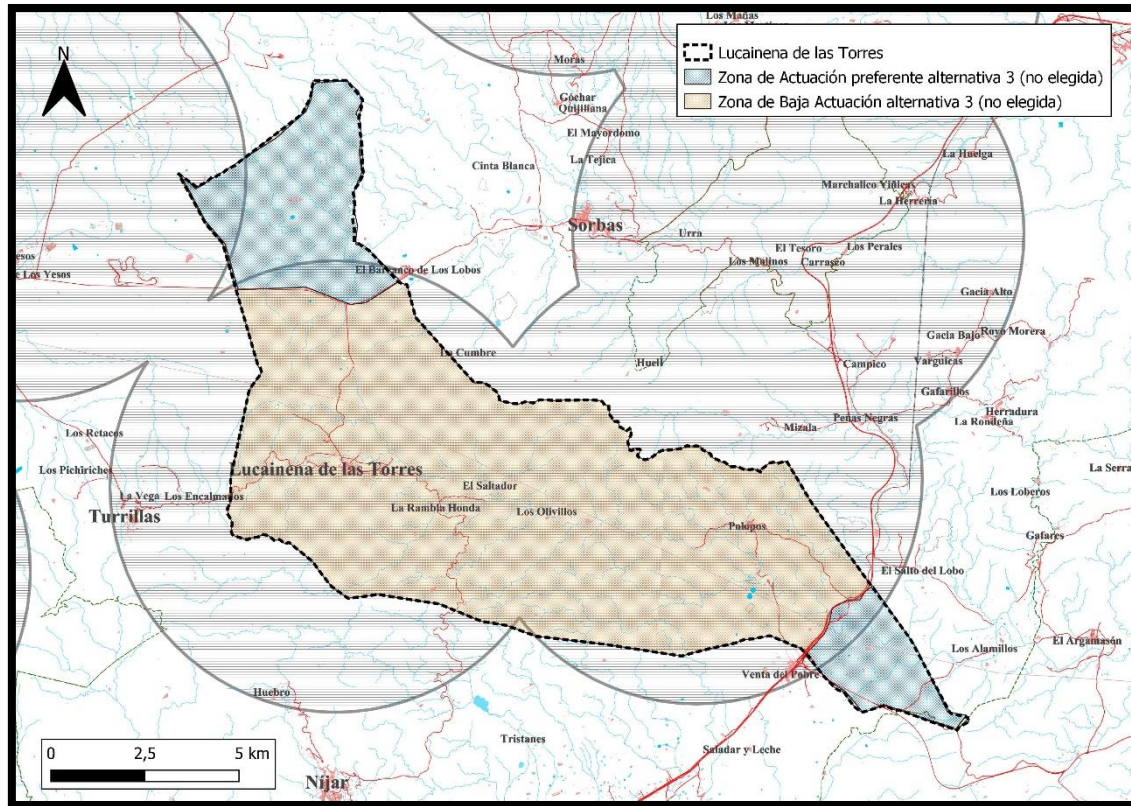 Los Mañas
N
Moras
Góchar
Quijiliana
El Mayordomo
La Tejica
Cinta Blanca
Lucainena de las Torres
Zona de Actuación preferente alternativa 3 (no elegida)
Zona de Baja Actuación alternativa 3 (no elegida)
La Huelga
Marchalico Viñicas
La Herrería
Sorbas
Urra
El Tesoro
Los Perales
Los Molinos
Carrasco
El Barranco de Los Lobos
de Los Yesos
Gacía Alto
Gacía Bajo
Royo Morera
Hueli
La Cumbre
Campico
Varguicas
Gafarillos
Peñas Negras
Herradura
Mizala
La Rondeña
Los Retacos
Los Pichiriches
Lucainena de las Torres
La Serra
El Saltador
Los Loberos
La Vega
Los Encalmados
La Rambla Honda
Los Olivillos
Turrillas
Polopos
Gafares
El Salto del Lobo
Los Alamillos
El Argamasón
Venta del Pobre
Huebro
Tristanes
Saladar y Leche
0
2,5
5 km
Níjar